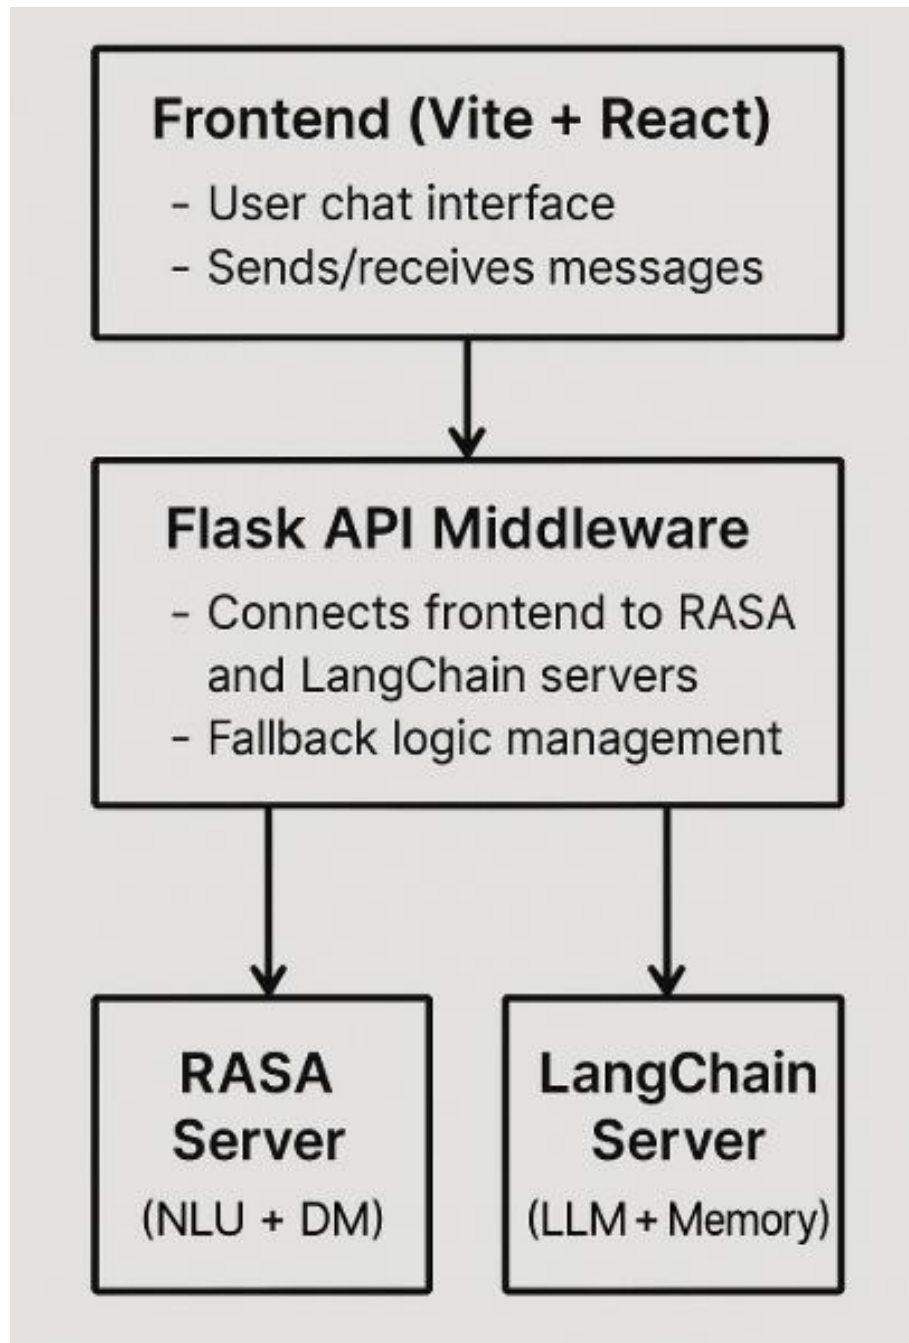 Frontend (Vite + React)
- User chat interface
- Sends/receives messages
Flask API Middleware
- Connects frontend to RASA
and LangChain servers
- Fallback logic management
RASA
Server
(NLU + DM)
LangChain
Server
(LLM + Memory)